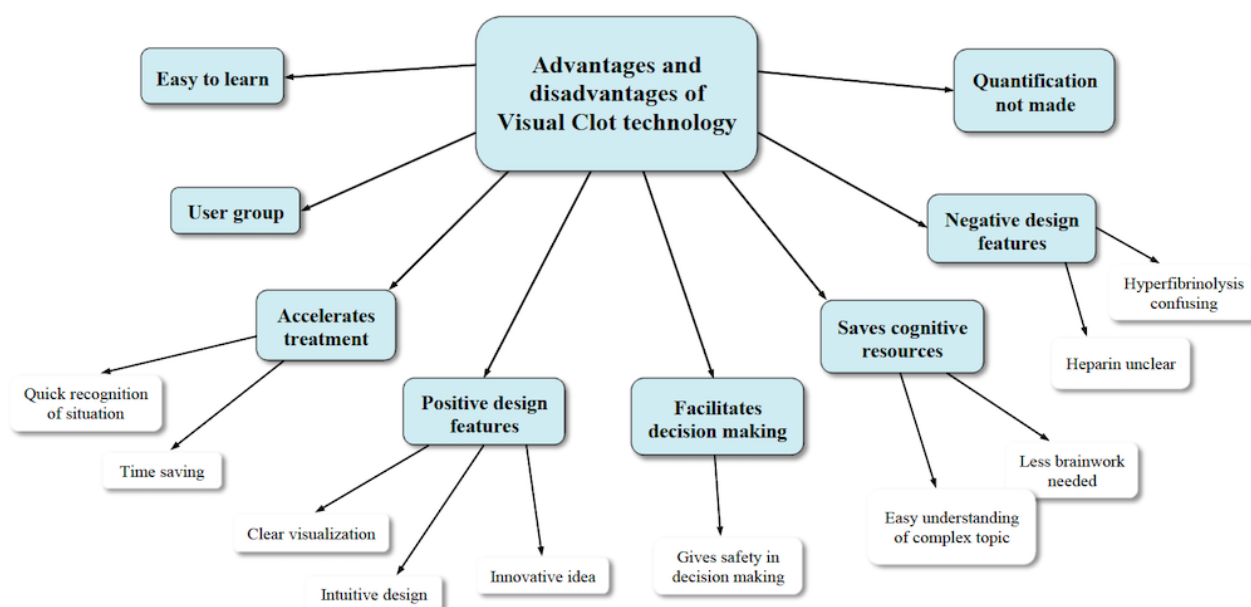 Advantages and
disadvantages of
Visual Clot technology
Easy to learn
Quantification
not made
User group
Negative design
features
Hyperfibrinolysis
confusing
Heparin unclear
Accelerates
treatment
Quick recognition
of situation
Time saving
Positive design
features
Clear visualization
Intuitive design
Innovative idea
Facilitates
decision making
Gives safety in
decision making
Saves cognitive
resources
Easy understanding
of complex topic
Less brainwork
needed